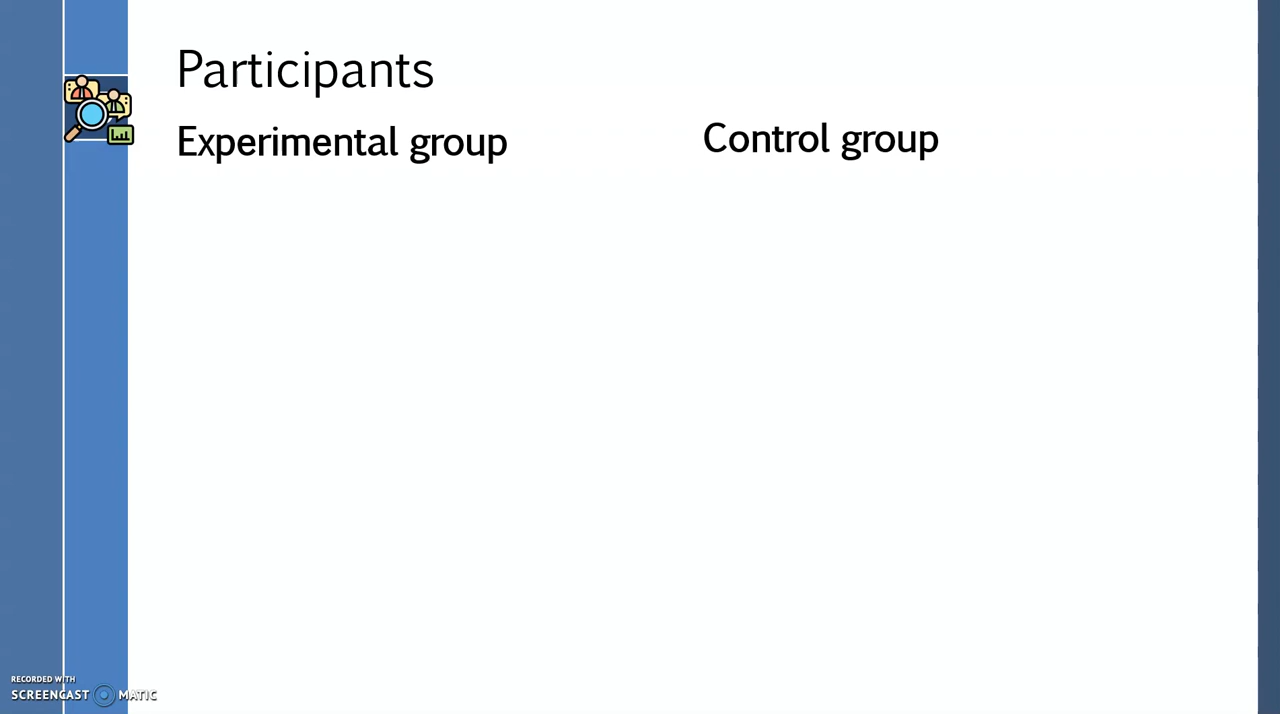 Participants
Experimental group
Control group
RECORDED WITH
SCREENCAST MATIC